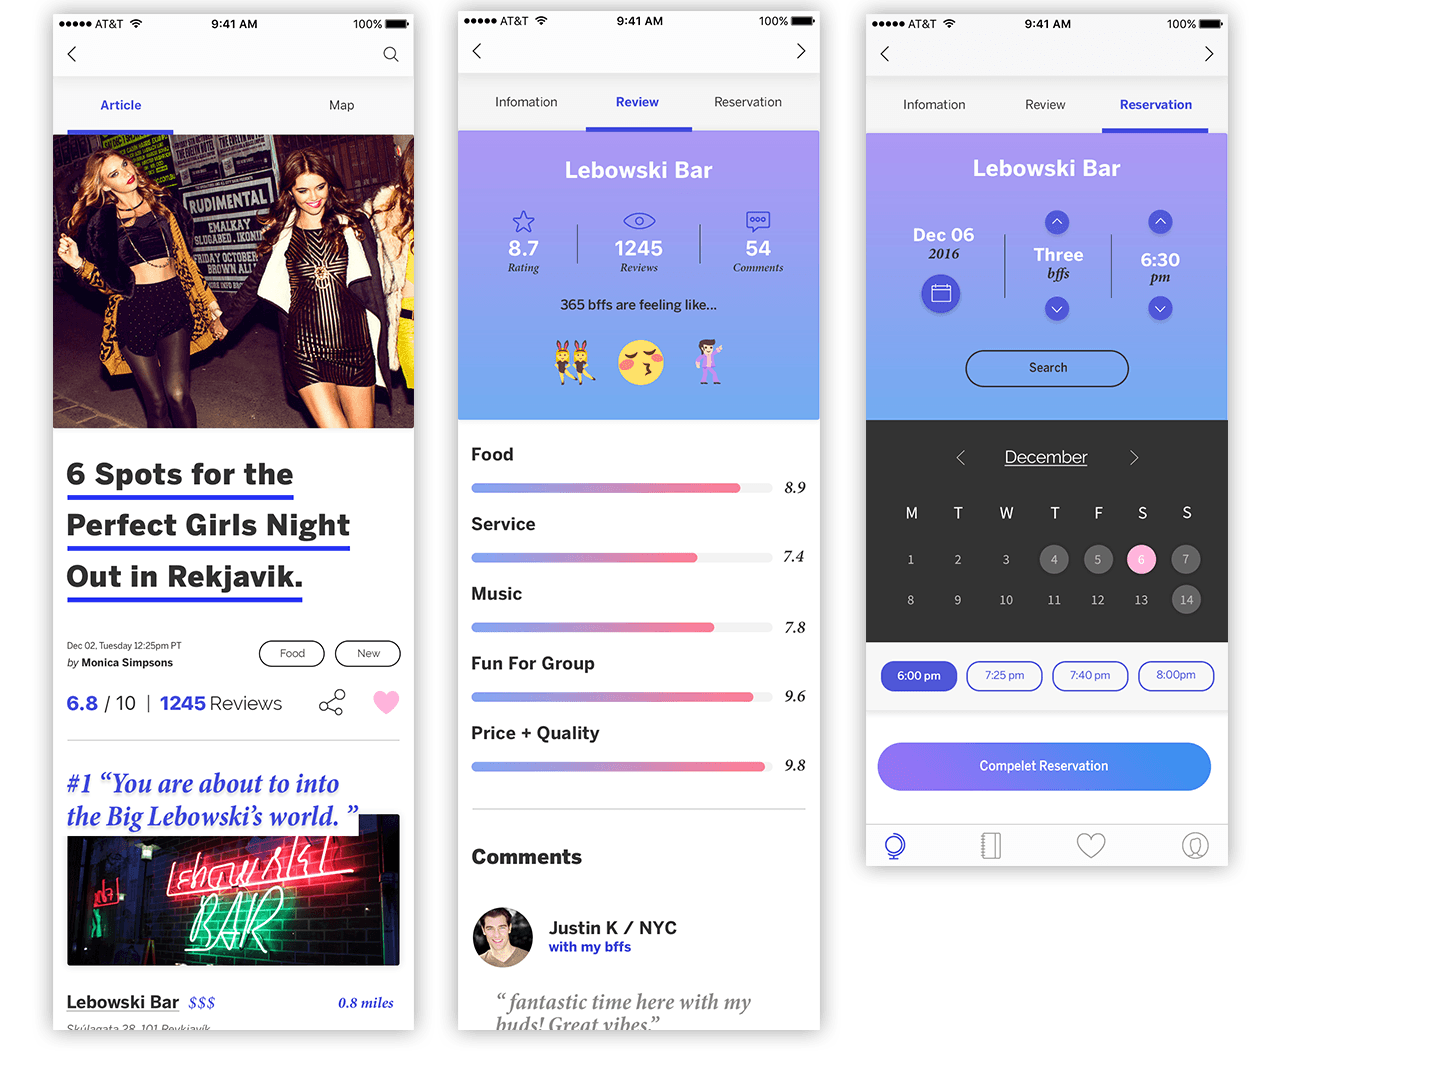 AT&T 9:41 AM 100%
Article Map
RUDIMENTAL
EMALKAY
SLUGABED
FRIDAY OCTOBER
BROWN ALL
6 Spots for the
Perfect Girls Night
Out in Rekjavik.
Dec 02, Tuesday 12:25pm PT
by Monica Simpsons
Food New
6.8 / 10 | 1245 Reviews
#1 “You are about to into
the Big Lebowski’s world. ”
Lebowski
BAR
Lebowski Bar $$$ 0.8 miles
Skúlagata 28, 101 Reykjavík
AT&T 9:41 AM 100%
Infomation Review Reservation
Lebowski Bar
8.7 1245 54
Rating Reviews Comments
365 bffs are feeling like...
Food
8.9
Service
7.4
Music
7.8
Fun For Group
9.6
Price + Quality
9.8
Comments
Justin K / NYC
with my bffs
“ fantastic time here with my
buds! Great vibes.”
AT&T 9:41 AM 100%
Infomation Review Reservation
Lebowski Bar
Dec 06
2016
Three
bffs
6:30
pm
Search
December
M T W T F S S
1 2 3 4 5 6 7
8 9 10 11 12 13 14
6:00 pm 7:25 pm 7:40 pm 8:00pm
Compelet Reservation